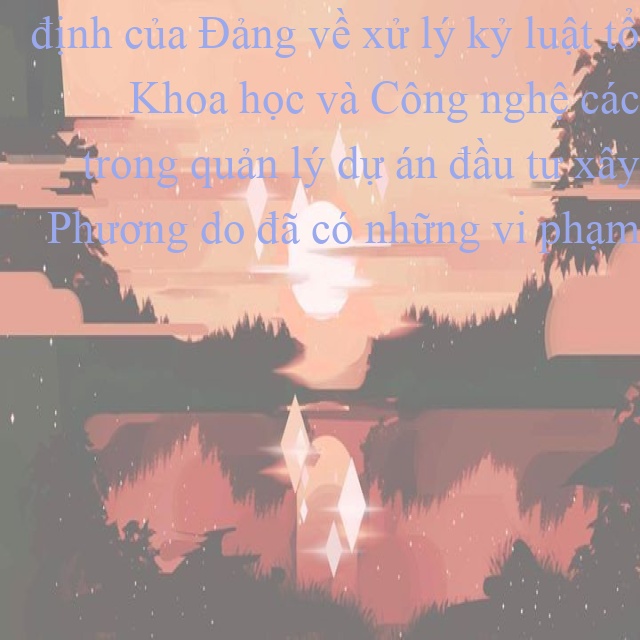 định của Đảng về xử lý kỷ luật tổ
Khoa học và Công nghệ các
trong quản lý dự án đầu tư xây
Phương do đã có những vi phạm